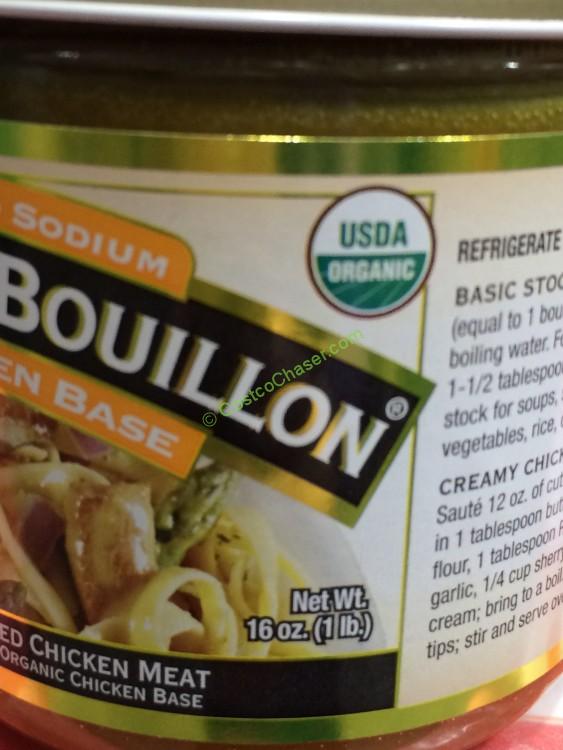 SODIUM
BOUILLON®
EN BASE
USDA
ORGANIC
© CostcoChaser.com
Net Wt.
16 oz. (1 lb.)
ED CHICKEN MEAT
ORGANIC CHICKEN BASE
REFRIGERATE
BASIC STOC
(equal to 1 bou
boiling water. F
1-1/2 tablespoo
stock for soups,
vegetables, rice,
CREAMY CHICK
Sauté 12 oz. of cut
in 1 tablespoon but
flour, 1 tablespoon
garlic, 1/4 cup sherry
cream; bring to a boil
tips; stir and serve ov